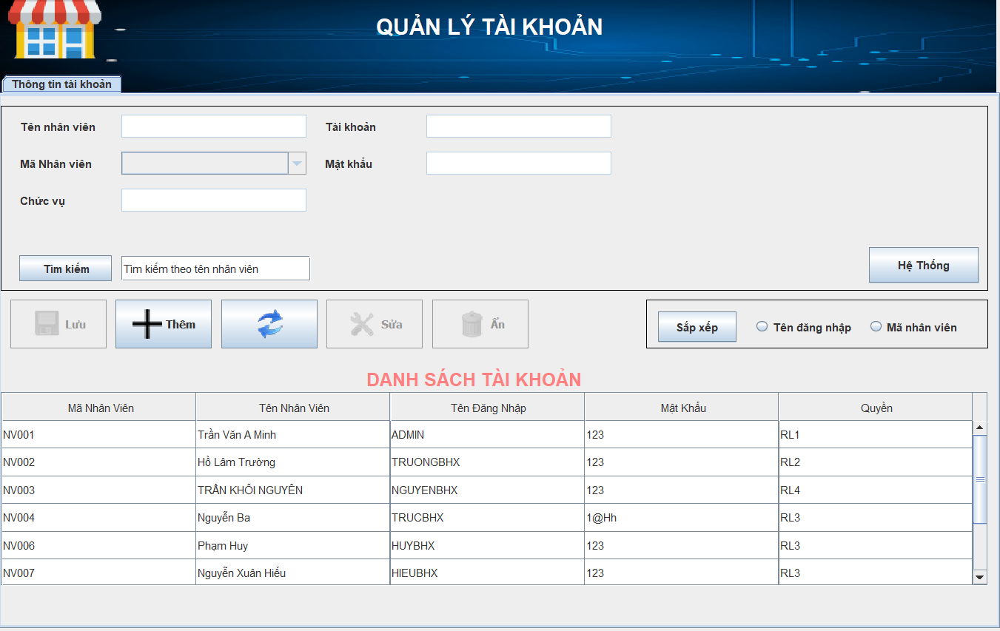 QUẢN LÝ TÀI KHOẢN
Thông tin tài khoản
Tên nhân viên
Tài khoản
Mã Nhân viên
Mật khẩu
Chức vụ
Tìm kiếm
Tìm kiếm theo tên nhân viên
Hệ Thống
Lưu
Thêm
Sửa
Ẩn
Sắp xếp
Tên đăng nhập
Mã nhân viên
DANH SÁCH TÀI KHOẢN
Mã Nhân Viên Tên Nhân Viên Tên Đăng Nhập Mật Khẩu Quyền
NV001 Trần Văn A Minh ADMIN 123 RL1
NV002 Hồ Lâm Trường TRUONGBHX 123 RL2
NV003 TRẦN KHÔI NGUYÊN NGUYENBHX 123 RL4
NV004 Nguyễn Ba TRUCBHX 1@Hh RL3
NV006 Phạm Huy HUYBHX 123 RL3
NV007 Nguyễn Xuân Hiếu HIEUBHX 123 RL3